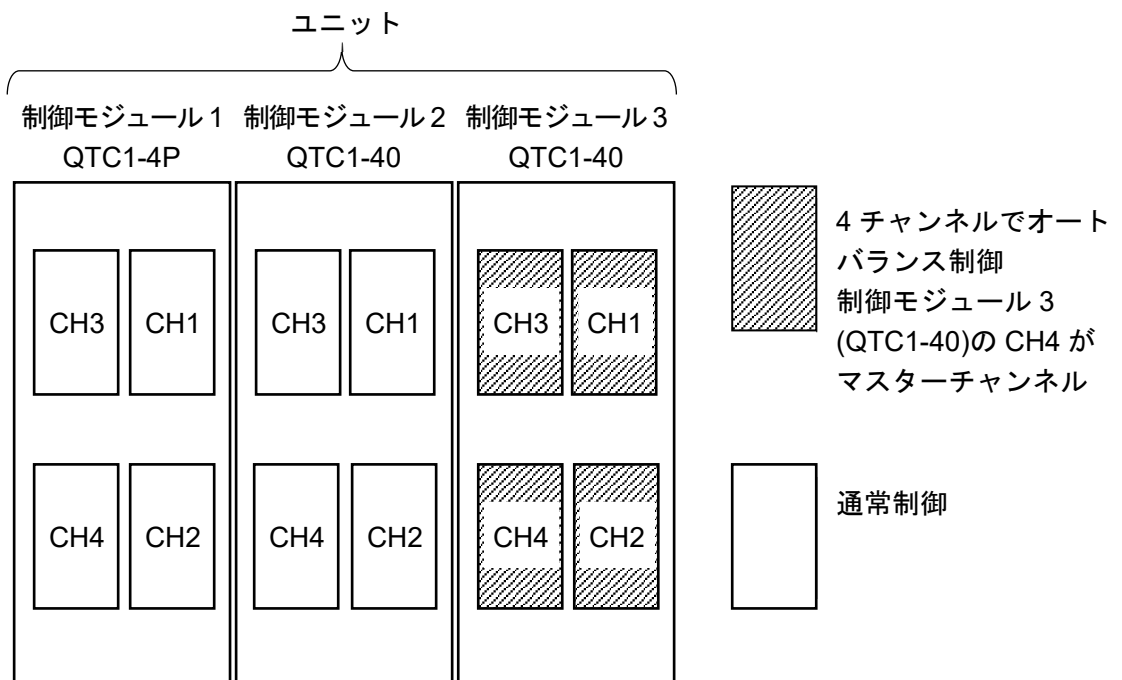 ユニット
制御モジュール 1 制御モジュール 2 制御モジュール 3
QTC1-4P QTC1-40 QTC1-40
CH3 CH1 CH3 CH1 CH3 CH1
CH4 CH2 CH4 CH2 CH4 CH2
4 チャンネルでオート
バランス制御
制御モジュール 3
(QTC1-40)の CH4 が
マスターチャンネル
通常制御